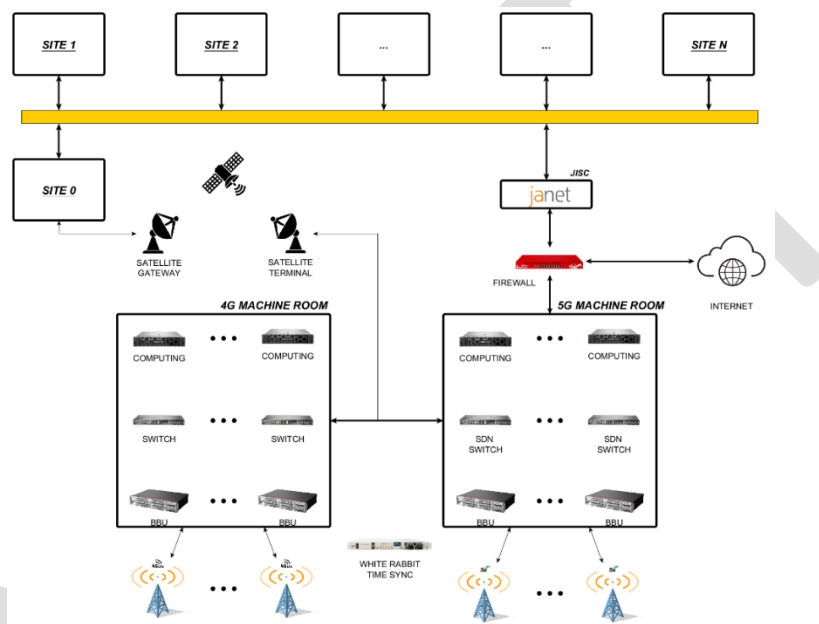 SITE 1
SITE 2
...
...
SITE N
SITE 0
JISC
janet
SATELLITE
GATEWAY
SATELLITE
TERMINAL
FIREWALL
INTERNET
4G MACHINE ROOM
5G MACHINE ROOM
COMPUTING
COMPUTING
COMPUTING
COMPUTING
SWITCH
SWITCH
SDN
SWITCH
SDN
SWITCH
BBU
BBU
BBU
BBU
WHITE RABBIT
TIME SYNC